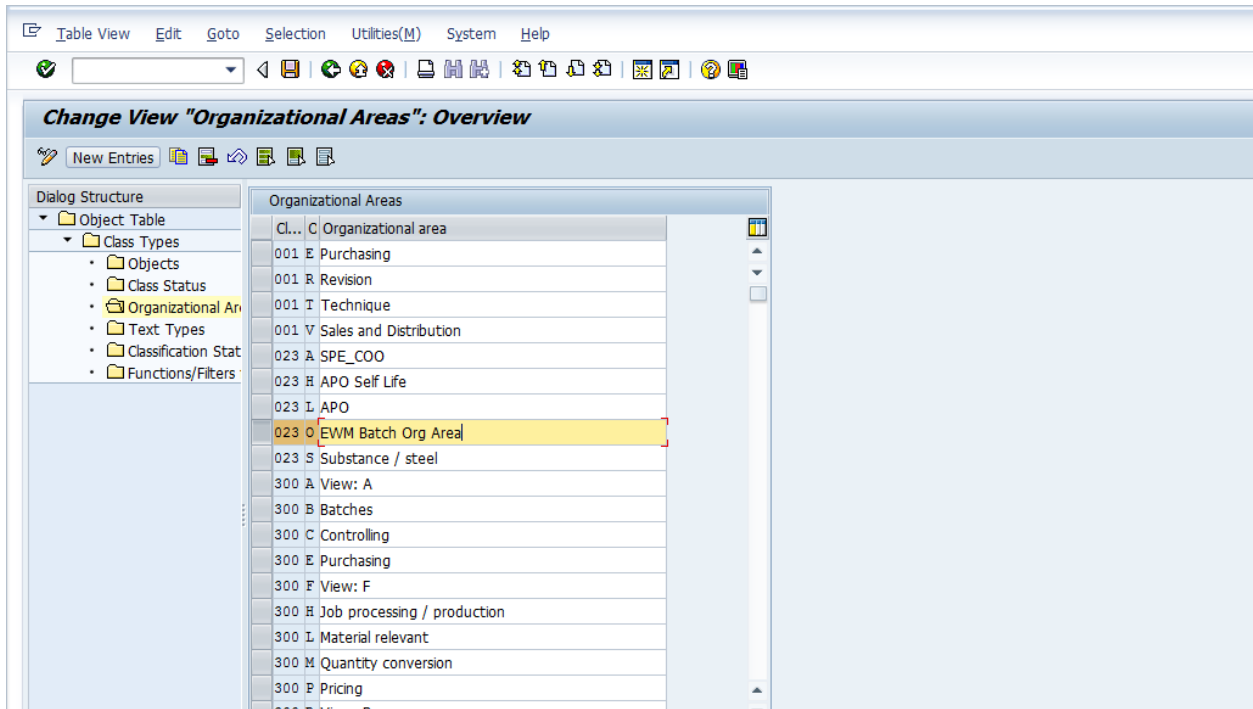 Table View Edit Goto Selection Utilities(M) System Help
Change View "Organizational Areas": Overview
New Entries
Dialog Structure
Object Table
Class Types
Objects
Class Status
Organizational Ar
Text Types
Classification Stat
Functions/Filters
Organizational Areas
Cl... C Organizational area
001 E Purchasing
001 R Revision
001 T Technique
001 V Sales and Distribution
023 A SPE_COO
023 H APO Self Life
023 L APO
023 O EWM Batch Org Area
023 S Substance / steel
300 A View: A
300 B Batches
300 C Controlling
300 E Purchasing
300 F View: F
300 H Job processing / production
300 L Material relevant
300 M Quantity conversion
300 P Pricing